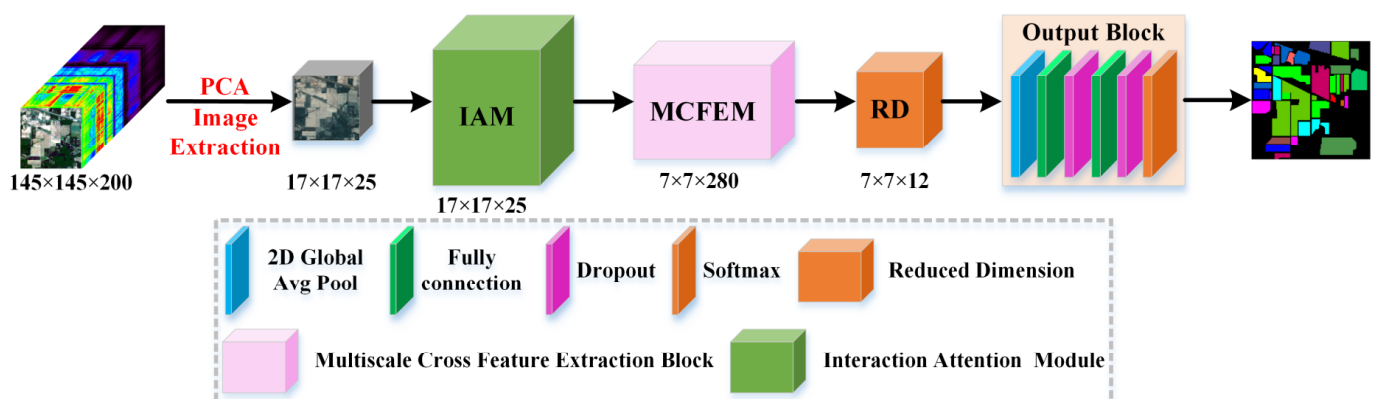 PCA
Image
Extraction
IAM
MCFEM
RD
Output Block
145×145×200
17×17×25
17×17×25
7×7×280
7×7×12
2D Global
Avg Pool
Fully
connection
Dropout
Softmax
Reduced Dimension
Multiscale Cross Feature Extraction Block
Interaction Attention Module